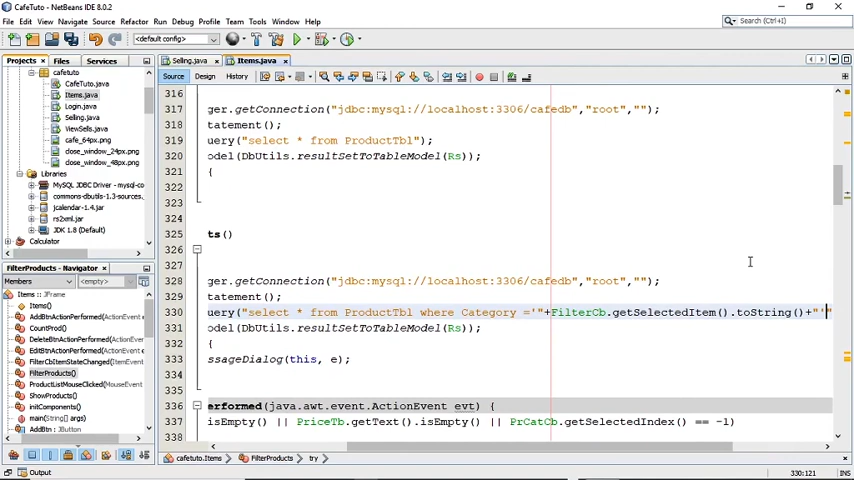 CafeTuto - NetBeans IDE 8.0.2
File Edit View Navigate Source Refactor Run Debug Profile Team Tools Window Help
Search (Ctrl+I)
<default config>
Projects Files Services
Selling.java Items.java
Source Design History
cafetuto
CafeTuto.java
Items.java
Login.java
Selling.java
ViewSells.java
cafe_64px.png
close_window_24px.png
close_window_48px.png
Libraries
MySQL JDBC Driver - mysql-co
commons-dbutils-1.3-sources.
jcalendar-1.4.jar
rs2xml.jar
JDK 1.8 (Default)
Calculator
FilterProducts - Navigator
Members <empty>
Items :: JFrame
Items()
AddBtnActionPerformed(ActionEvent
CountProd()
DeleteBtnActionPerformed(ActionEv
EditBtnActionPerformed(ActionEvent
FilterCbItemStateChanged(ItemEven
FilterProducts()
ProductListMouseClicked(MouseEvent
ShowProducts()
initComponents()
main(String[] args)
AddBtn : JButton
316
317 ger.getConnection("jdbc:mysql://localhost:3306/cafedb","root","");
318 tatement();
319 uery("select * from ProductTbl");
320 odel(DbUtils.resultSetToTableModel(Rs));
321 {
322
323
324
325 ts()
326
327
328 ger.getConnection("jdbc:mysql://localhost:3306/cafedb","root","");
329 tatement();
330 uery("select * from ProductTbl where Category ='"+FilterCb.getSelectedItem().toString()+"'"
331 odel(DbUtils.resultSetToTableModel(Rs));
332 {
333 ssageDialog(this, e);
334
335
336 erformed(java.awt.event.ActionEvent evt) {
337 isEmpty() || PriceTb.getText().isEmpty() || PrCatCb.getSelectedIndex() == -1)
338
cafetuto.Items FilterProducts try
Output
330:121 INS